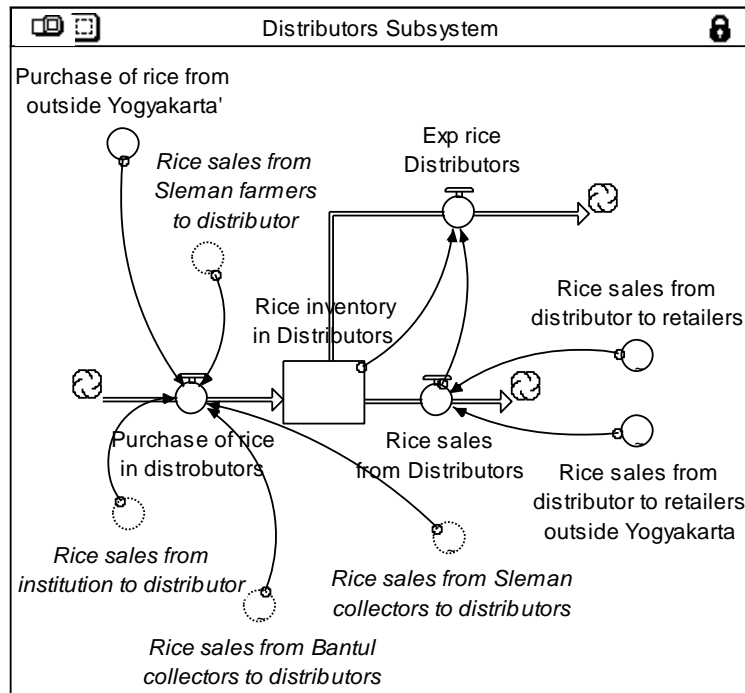 Distributors Subsystem
Purchase of rice from
outside Yogyakarta'
Exp rice
Distributors
Rice sales from
Sleman farmers
to distributor
Rice inventory
in Distributors
Rice sales from
distributor to retailers
Purchase of rice
in distrobutors
Rice sales
from Distributors
Rice sales from
distributor to retailers
outside Yogyakarta
Rice sales from
institution to distributor
Rice sales from Sleman
collectors to distributors
Rice sales from Bantul
collectors to distributors